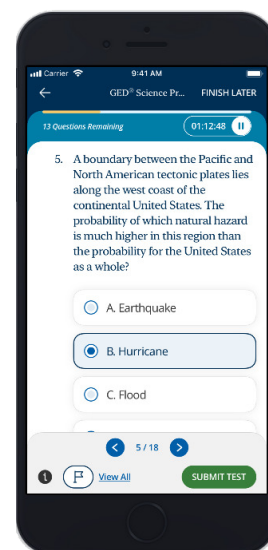 Carrier 9:41 AM
GED® Science Pr... FINISH LATER
13 Questions Remaining 01:12:48
5. A boundary between the Pacific and
North American tectonic plates lies
along the west coast of the
continental United States. The
probability of which natural hazard
is much higher in this region than
the probability for the United States
as a whole?
A. Earthquake
B. Hurricane
C. Flood
5 / 18
View All SUBMIT TEST